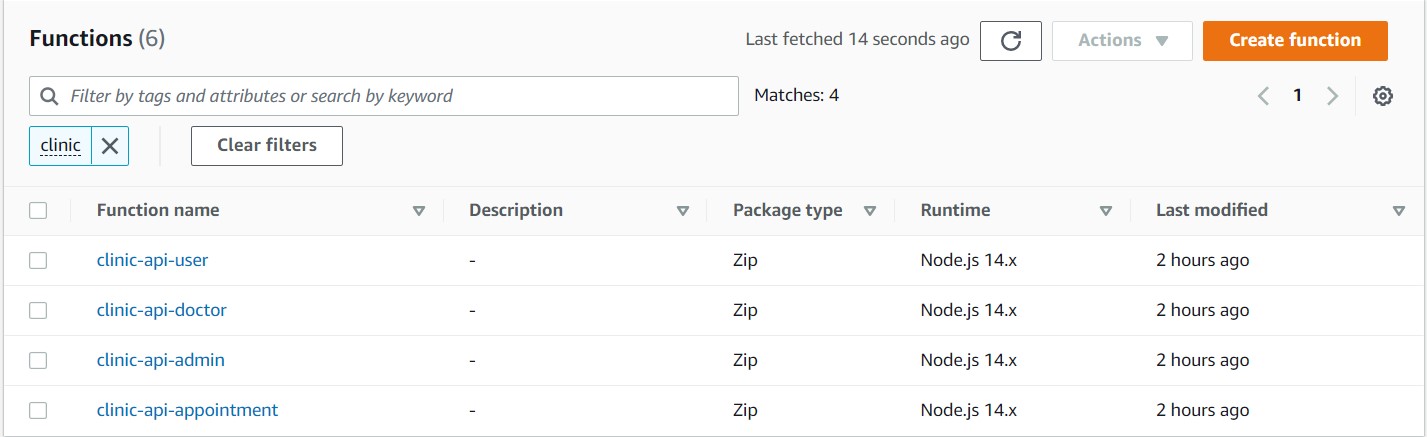 Functions (6)
Last fetched 14 seconds ago
Actions
Create function
Filter by tags and attributes or search by keyword
Matches: 4
1
clinic
Clear filters
Function name Description Package type Runtime Last modified
clinic-api-user - Zip Node.js 14.x 2 hours ago
clinic-api-doctor - Zip Node.js 14.x 2 hours ago
clinic-api-admin - Zip Node.js 14.x 2 hours ago
clinic-api-appointment - Zip Node.js 14.x 2 hours ago